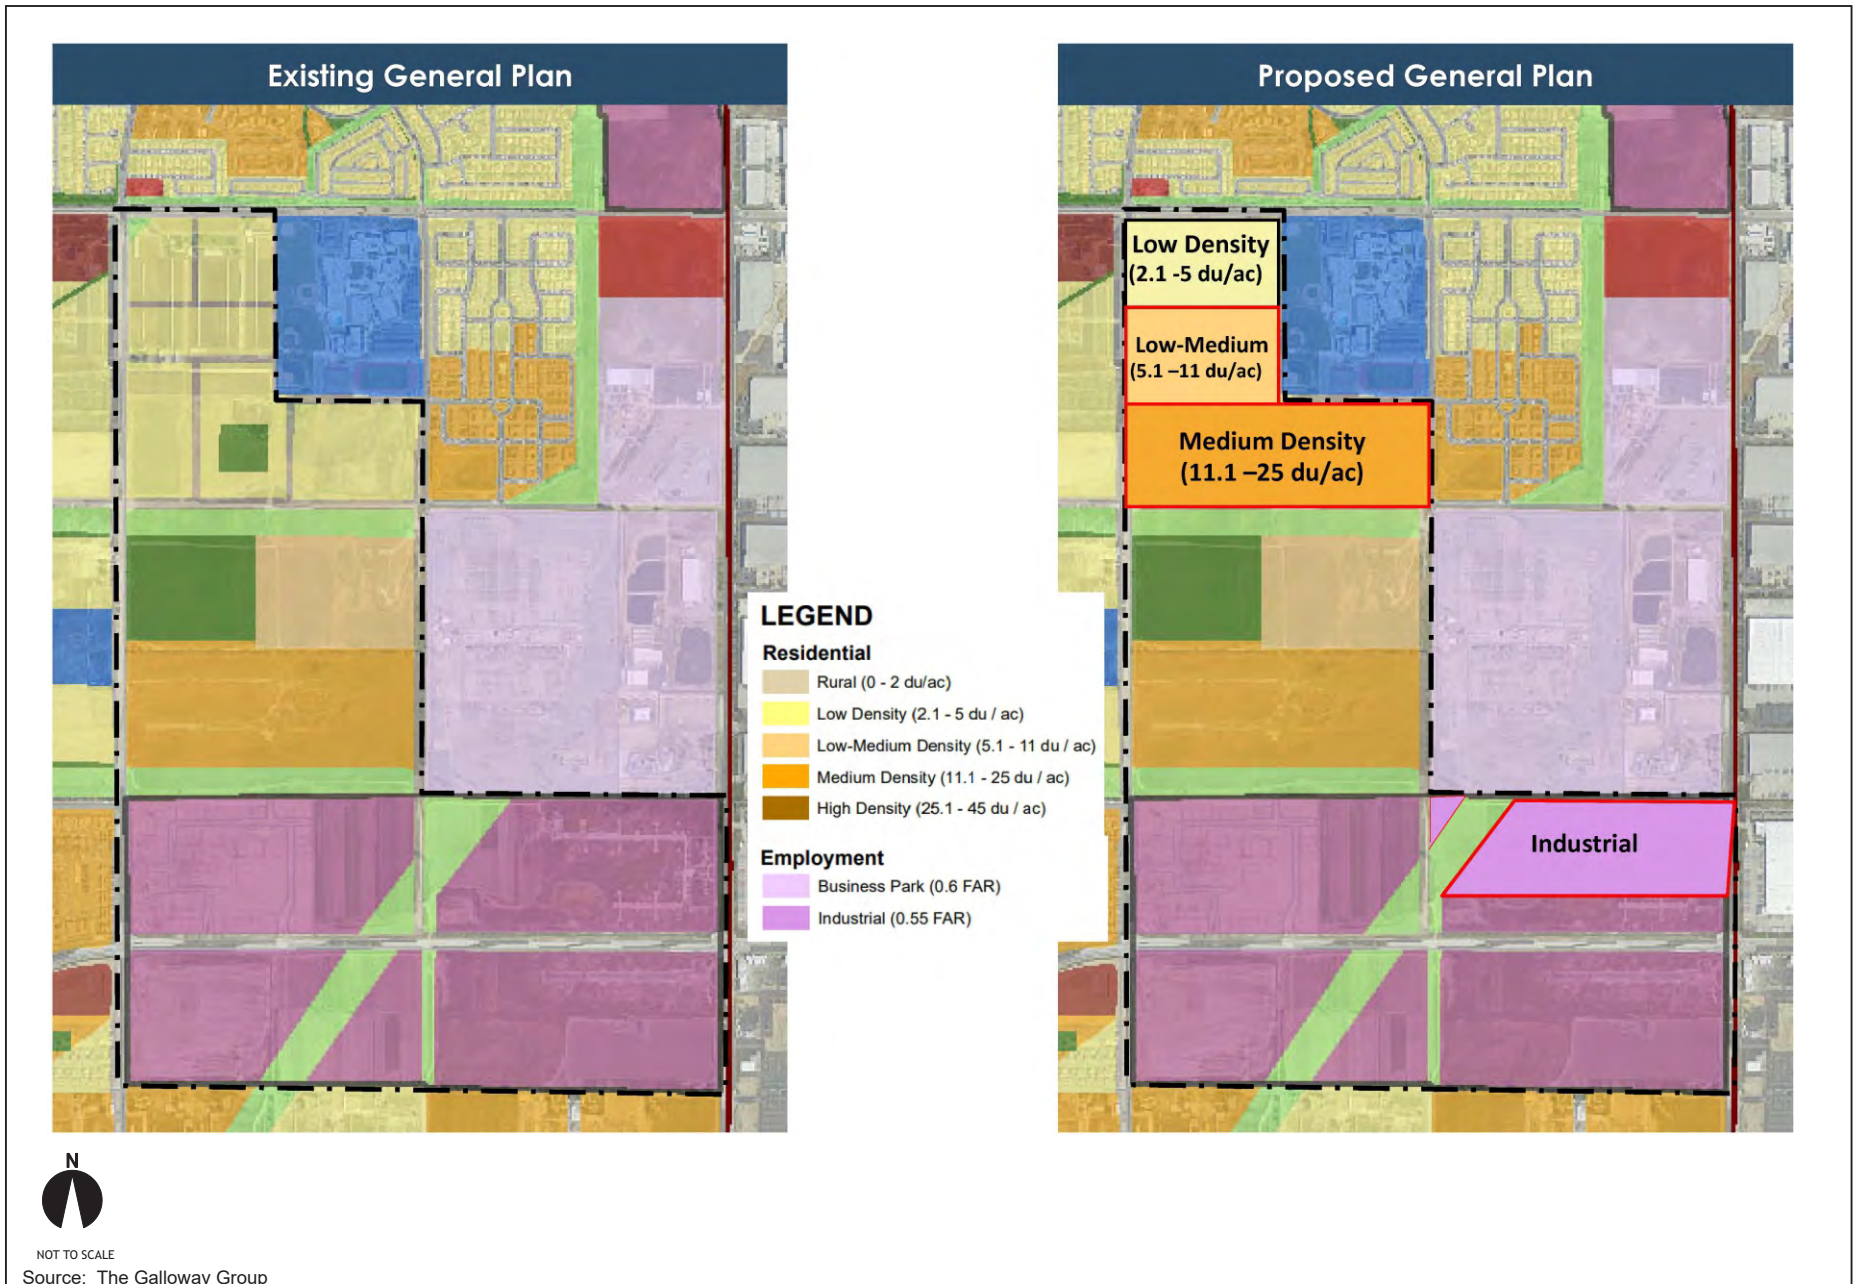 Existing General Plan
Proposed General Plan
Low Density
(2.1 -5 du/ac)
Low-Medium
(5.1 –11 du/ac)
Medium Density
(11.1 –25 du/ac)
Industrial
LEGEND
Residential
Rural (0 - 2 du/ac)
Low Density (2.1 - 5 du / ac)
Low-Medium Density (5.1 - 11 du / ac)
Medium Density (11.1 - 25 du / ac)
High Density (25.1 - 45 du / ac)
Employment
Business Park (0.6 FAR)
Industrial (0.55 FAR)
N
NOT TO SCALE
Source: The Galloway Group